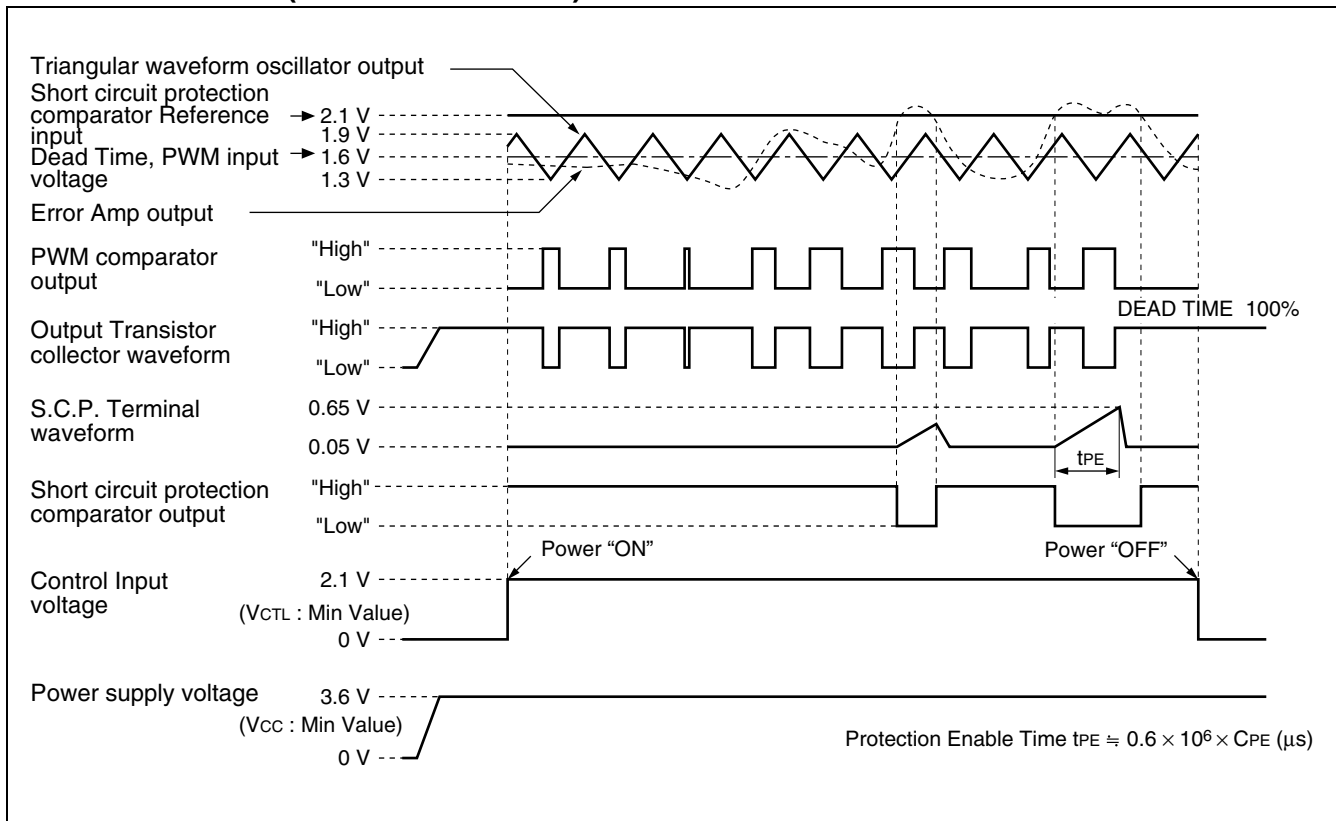 Triangular waveform oscillator output
Short circuit protection
comparator Reference
input
2.1 V
1.9 V
Dead Time, PWM input
voltage
1.6 V
1.3 V
Error Amp output
PWM comparator
output
"High"
"Low"
DEAD TIME 100%
Output Transistor
collector waveform
"High"
"Low"
S.C.P. Terminal
waveform
0.65 V
0.05 V
tPE
Short circuit protection
comparator output
"High"
"Low"
Power “ON”
Power “OFF”
Control Input
voltage
2.1 V
(VCTL : Min Value)
0 V
Power supply voltage
3.6 V
(VCC : Min Value)
0 V
Protection Enable Time tPE ≒ 0.6 × 10⁶ × CPE (μs)